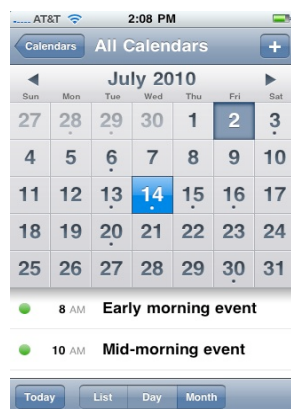 AT&T 2:08 PM
Calendars All Calendars +
July 2010
Sun Mon Tue Wed Thu Fri Sat
27 28 29 30 1 2 3
4 5 6 7 8 9 10
11 12 13 14 15 16 17
18 19 20 21 22 23 24
25 26 27 28 29 30 31
8 AM Early morning event
10 AM Mid-morning event
Today List Day Month